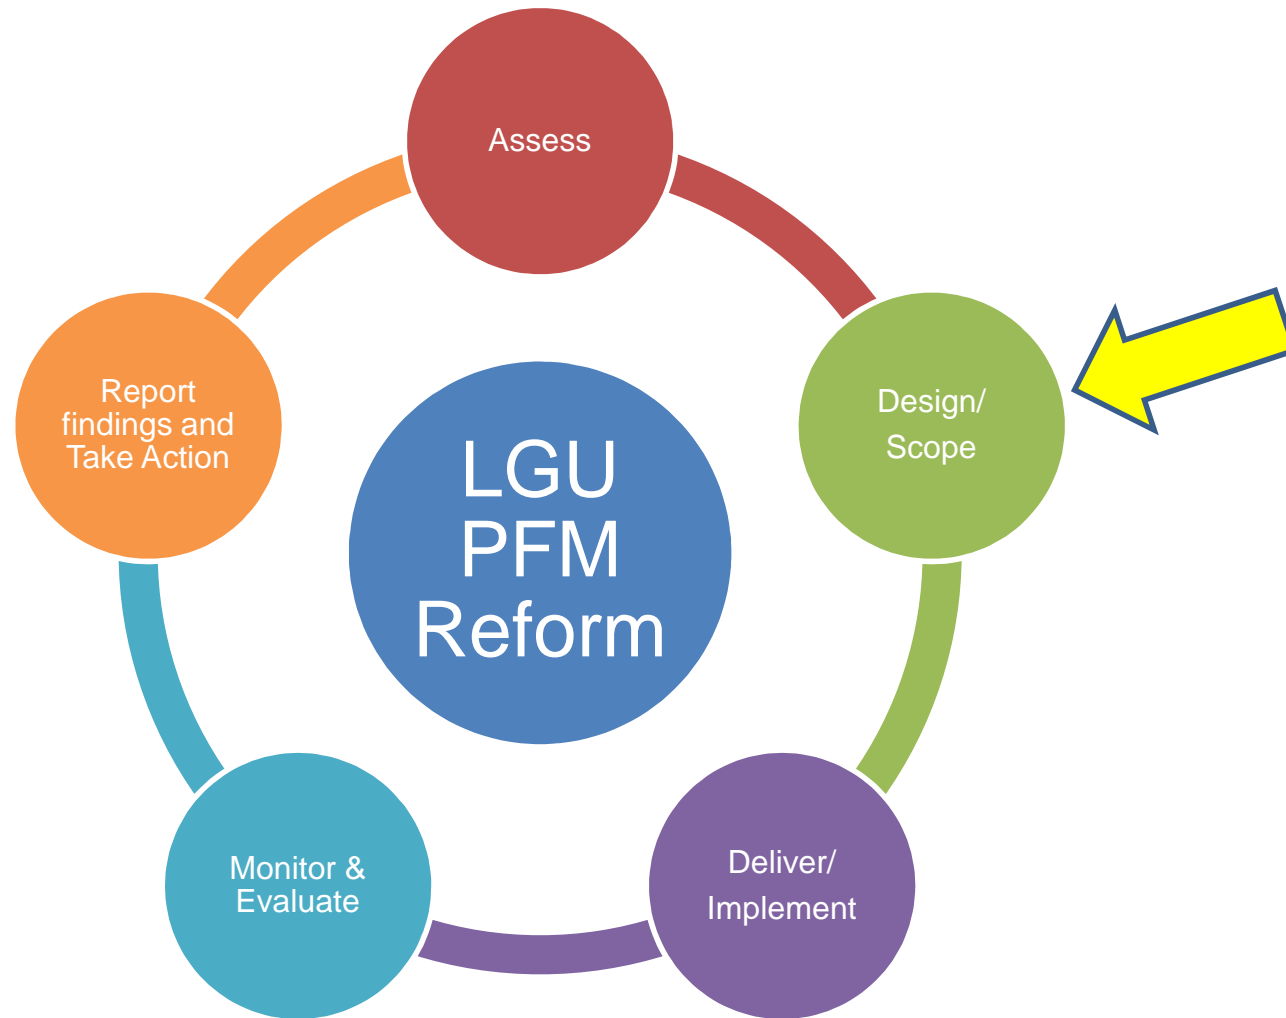 Assess
Design/
Scope
Deliver/
Implement
Monitor &
Evaluate
Report
findings and
Take Action
LGU
PFM
Reform